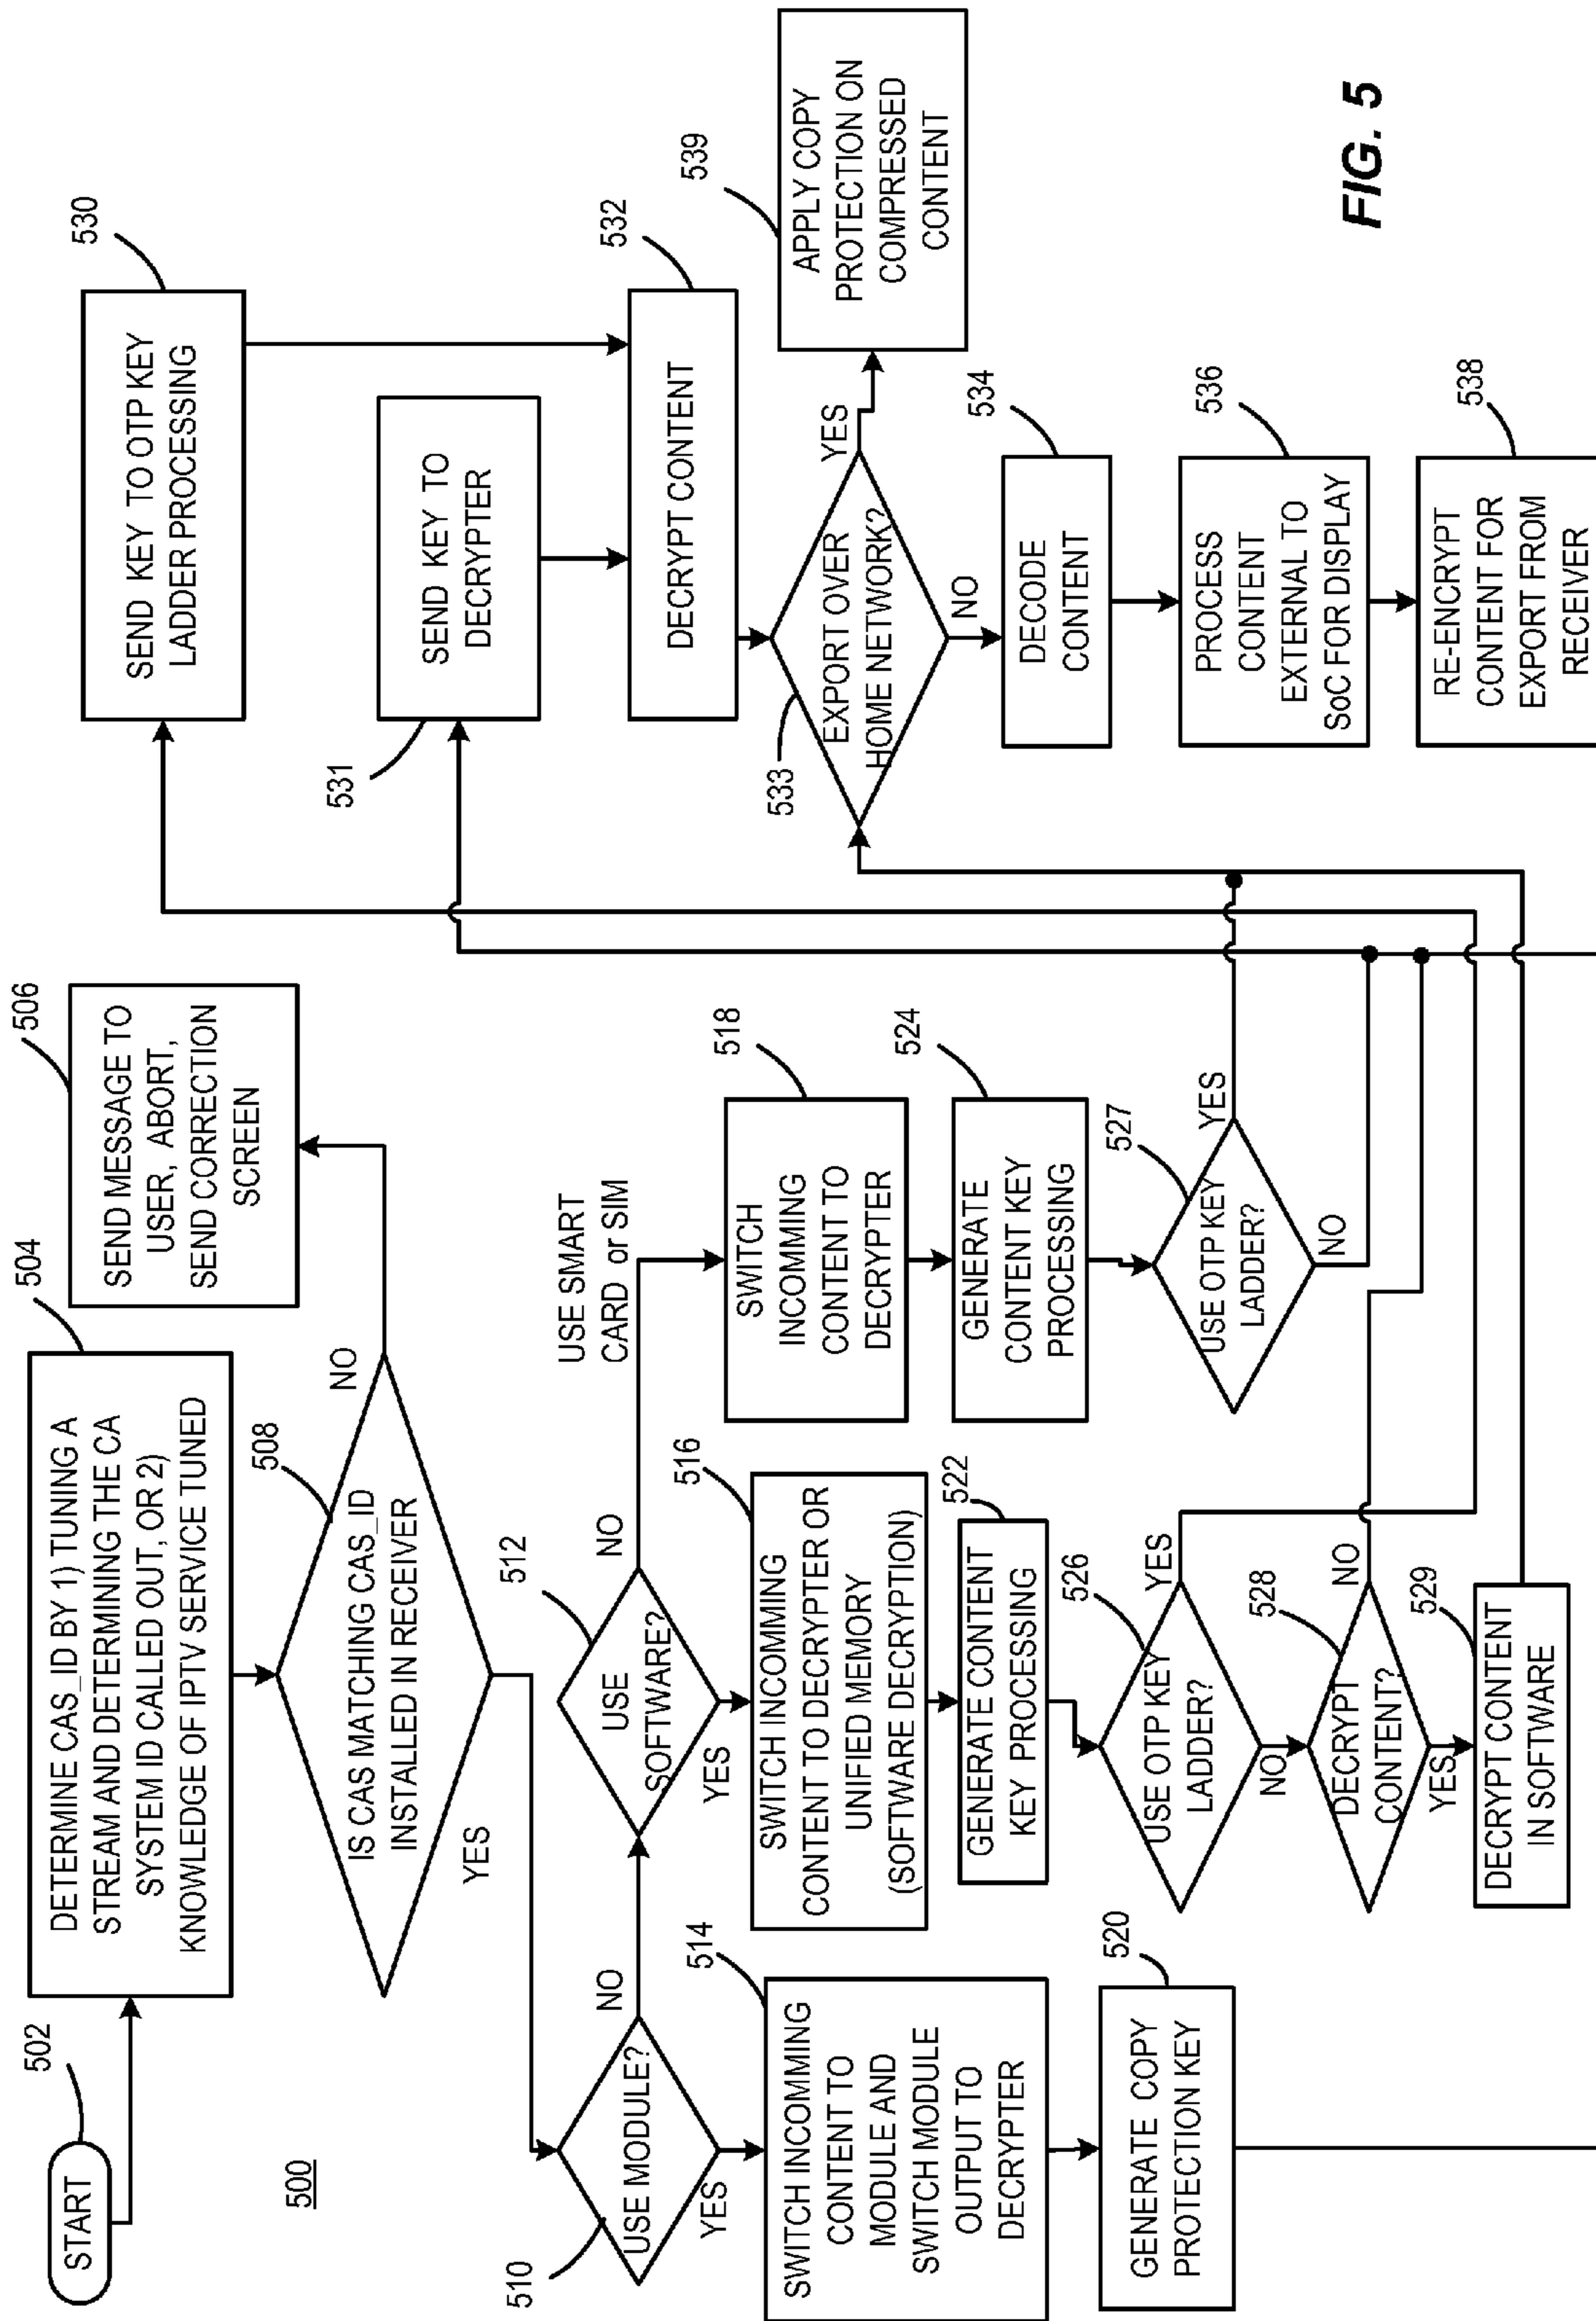 502
START
500
504
DETERMINE CAS_ID BY 1) TUNING A
STREAM AND DETERMINING THE CA
SYSTEM ID CALLED OUT, OR 2)
KNOWLEDGE OF IPTV SERVICE TUNED
506
SEND MESSAGE TO
USER, ABORT,
SEND CORRECTION
SCREEN
508
IS CAS MATCHING CAS_ID
INSTALLED IN RECEIVER
NO
YES
510
USE MODULE?
NO
YES
512
USE
SOFTWARE?
NO
YES
USE SMART
CARD or SIM
514
SWITCH INCOMMING
CONTENT TO
MODULE AND
SWITCH MODULE
OUTPUT TO
DECRYPTER
516
SWITCH INCOMMING
CONTENT TO DECRYPTER OR
UNIFIED MEMORY
(SOFTWARE DECRYPTION)
518
SWITCH
INCOMMING
CONTENT TO
DECRYPTER
520
GENERATE COPY
PROTECTION KEY
522
GENERATE CONTENT
KEY PROCESSING
524
GENERATE
CONTENT KEY
PROCESSING
526
USE OTP KEY
LADDER?
YES
NO
527
USE OTP KEY
LADDER?
YES
NO
528
DECRYPT
CONTENT?
NO
YES
529
DECRYPT CONTENT
IN SOFTWARE
530
SEND KEY TO OTP KEY
LADDER PROCESSING
531
SEND KEY TO
DECRYPTER
532
DECRYPT CONTENT
533
EXPORT OVER
HOME NETWORK?
YES
NO
539
APPLY COPY
PROTECTION ON
COMPRESSED
CONTENT
534
DECODE
CONTENT
536
PROCESS
CONTENT
EXTERNAL TO
SoC FOR DISPLAY
538
RE-ENCRYPT
CONTENT FOR
EXPORT FROM
RECEIVER
FIG. 5